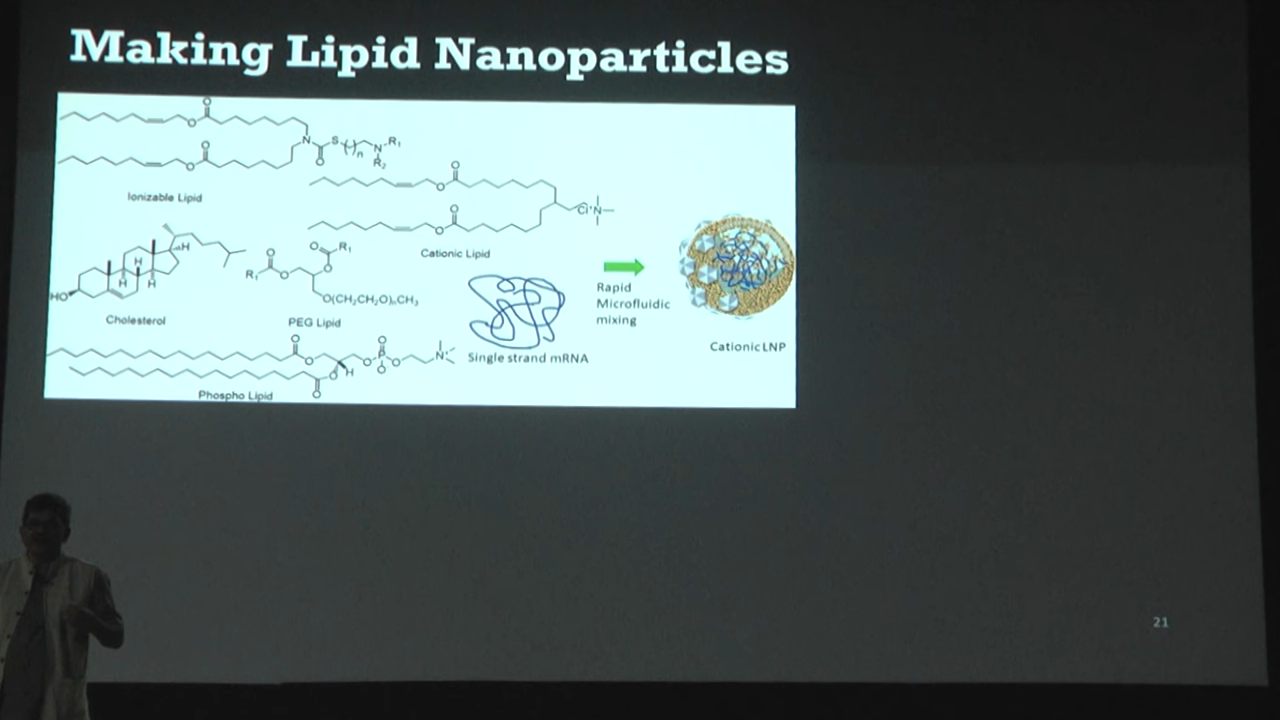 Making Lipid Nanoparticles
Ionizable Lipid
Cationic Lipid
Cholesterol
PEG Lipid
O(CH₂CH₂O)ₙCH₃
Single strand mRNA
Phospho Lipid
Rapid
Microfluidic
mixing
Cationic LNP
21